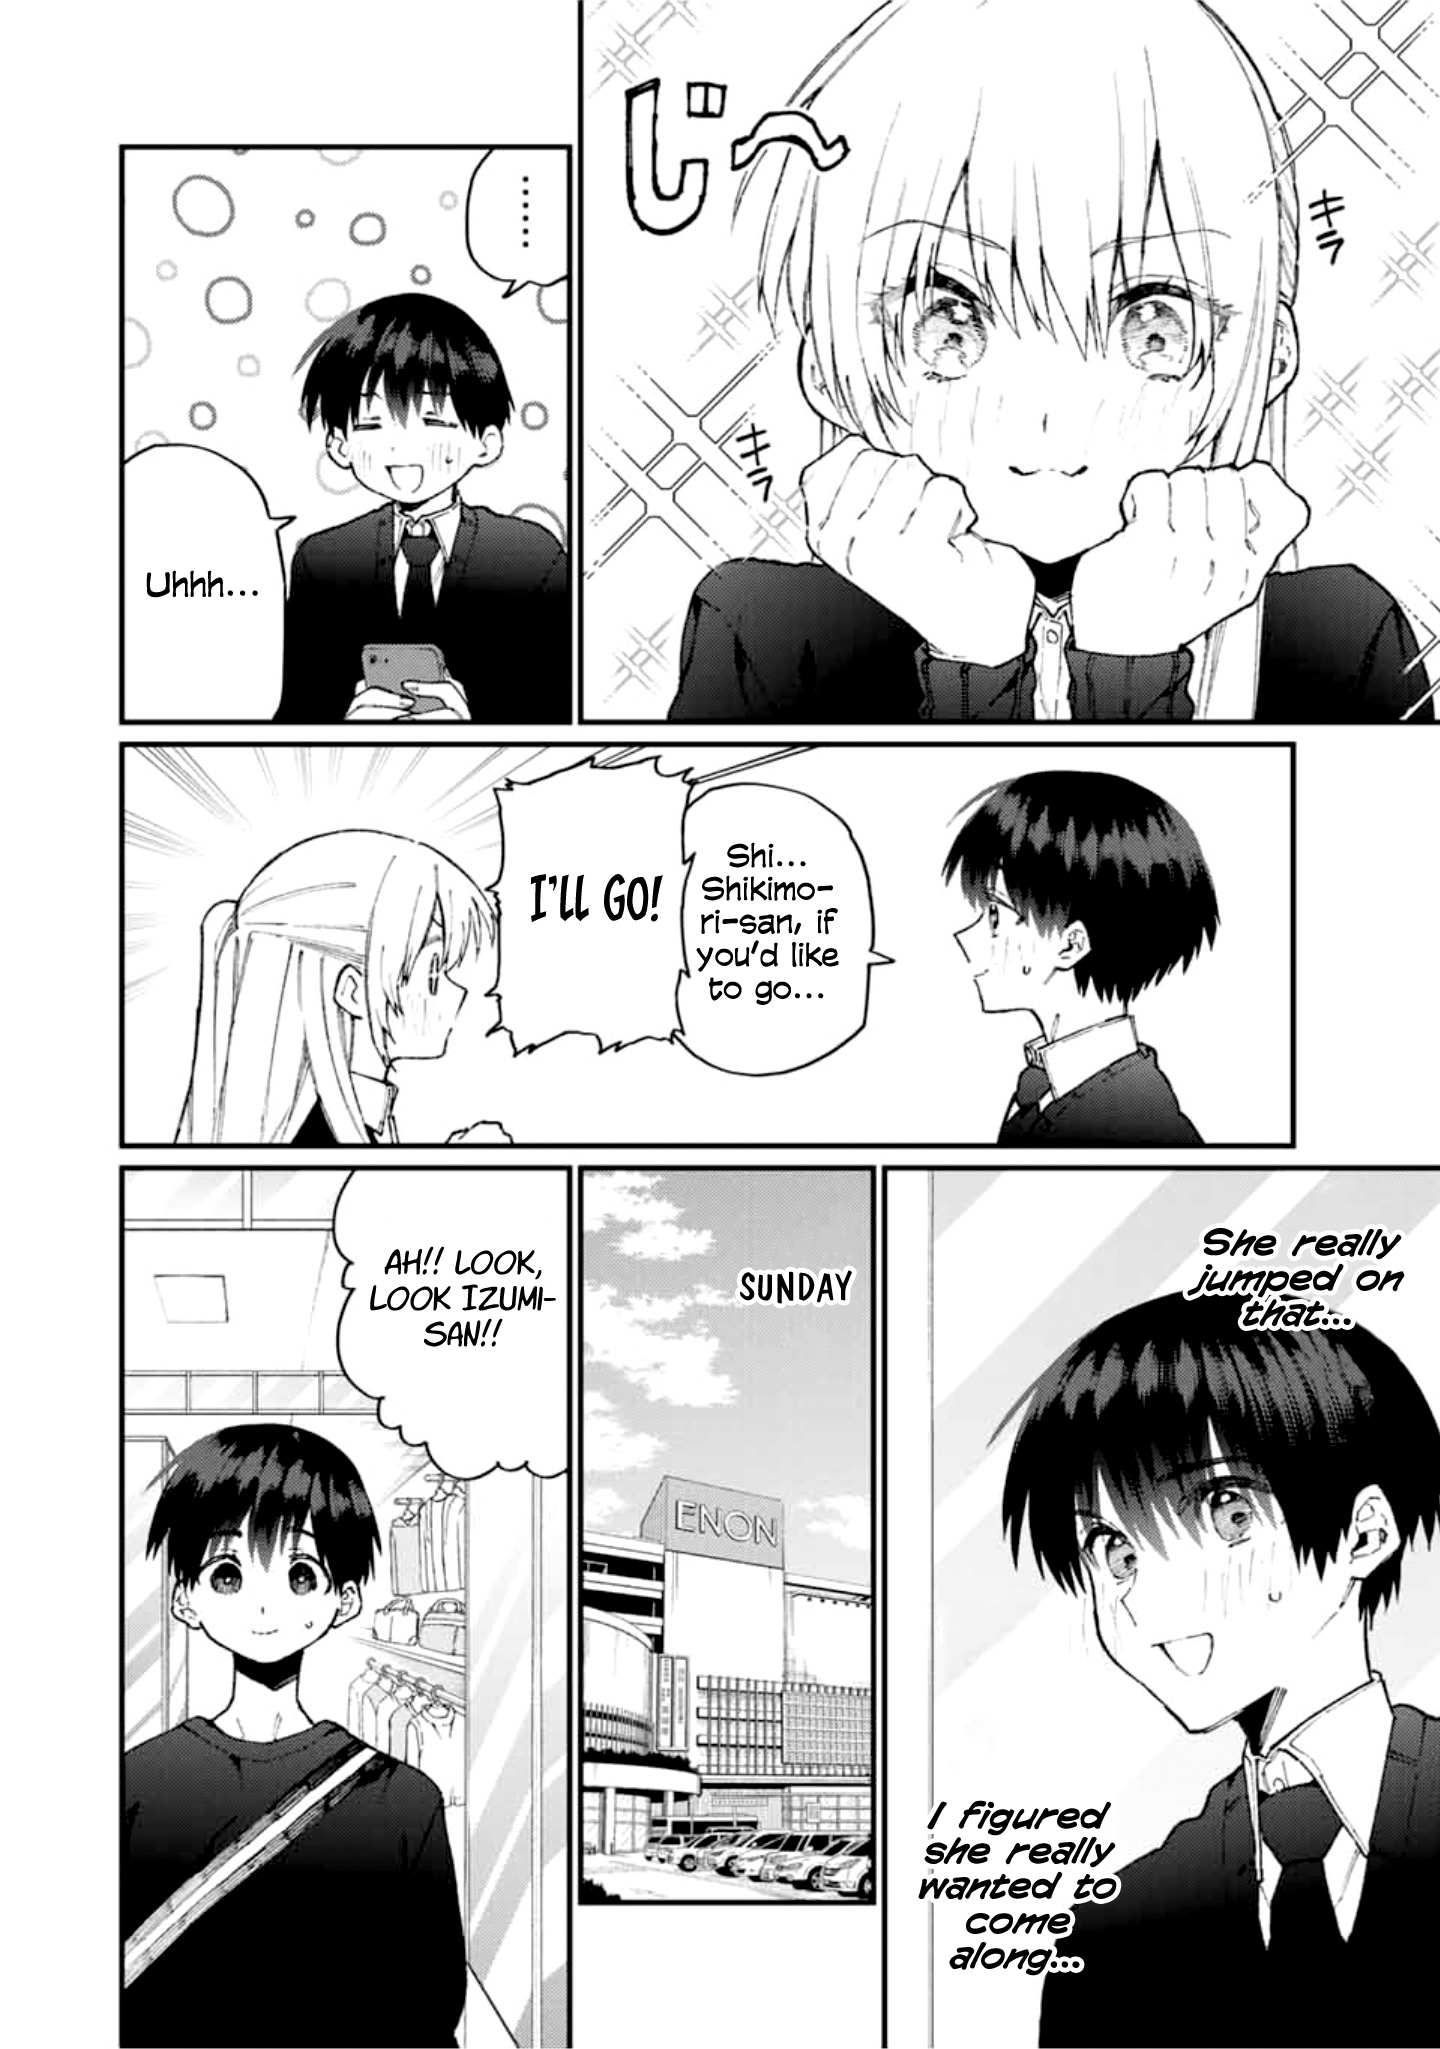 じ〜
キラ
キラ
......
Uhhh...
Shi...
Shikimo-
ri-san, if
you'd like
to go...
I'LL GO!
She really
jumped on
that...
I figured
she really
wanted to
come
along...
SUNDAY
ENON
AH!! LOOK,
LOOK IZUMI-
SAN!!